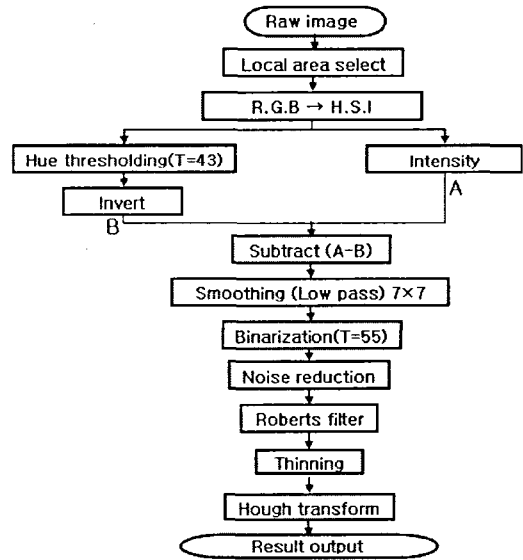 Raw image
Local area select
R.G.B → H.S.I
Hue thresholding(T=43)
Intensity
Invert
A
B
Subtract (A-B)
Smoothing (Low pass) 7×7
Binarization(T=55)
Noise reduction
Roberts filter
Thinning
Hough transform
Result output